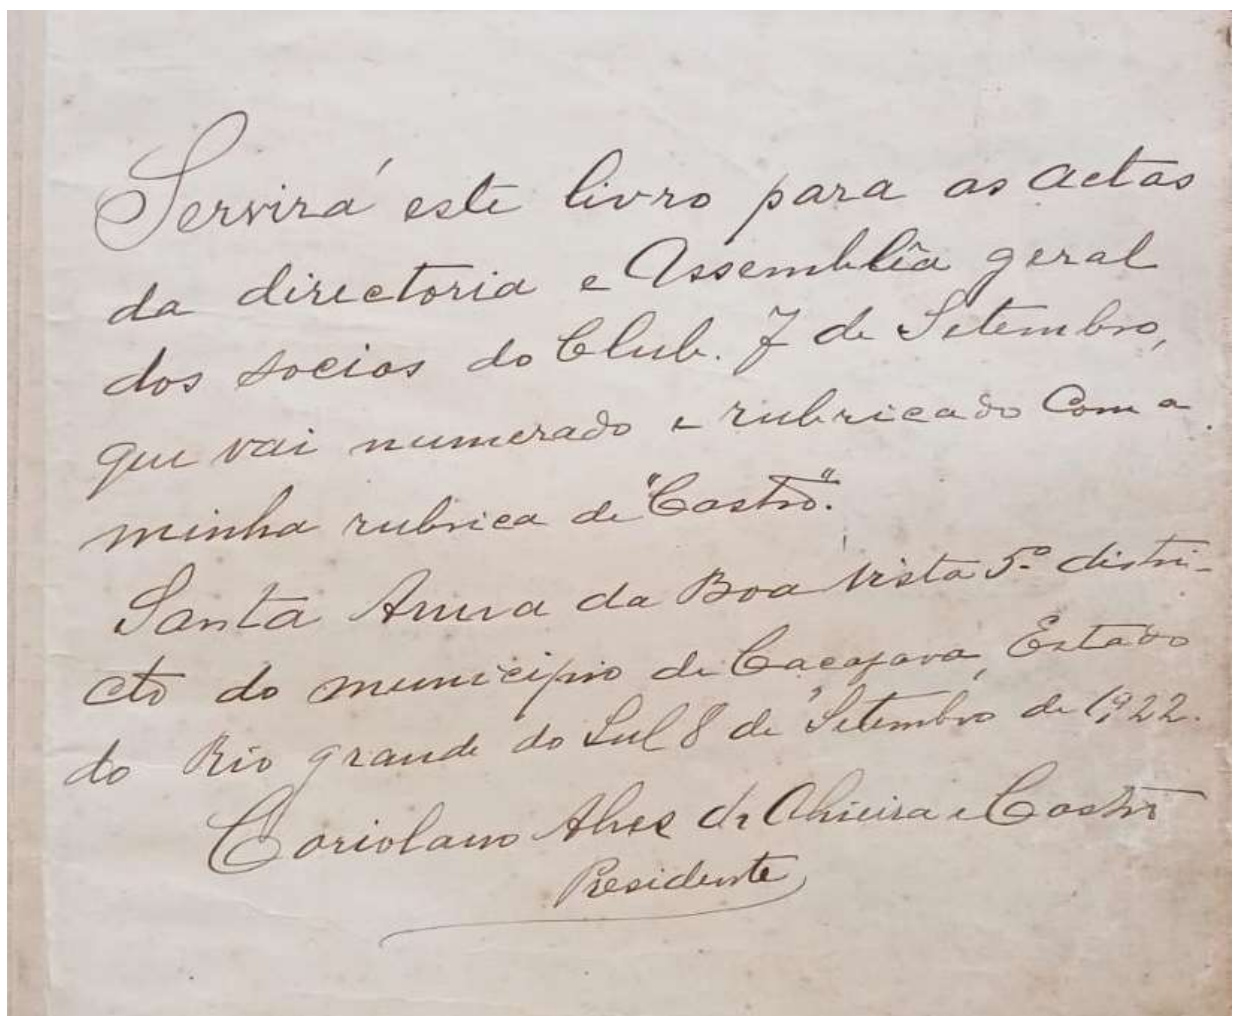 Servirá este livro para as actas
da directoria e Assemblêa geral
dos socios do Club. 7 de Setembro,
que vai numerado e rubricado Com a
minha rubrica de "Castro".
Santa Anna da Boa Vista 5º distri-
cto do municipio de Caçapava, Estado
do Rio grande do Sul 8 de Setembro de 1922.
Coriolano Alves de Oliveira e Castro
Presidente